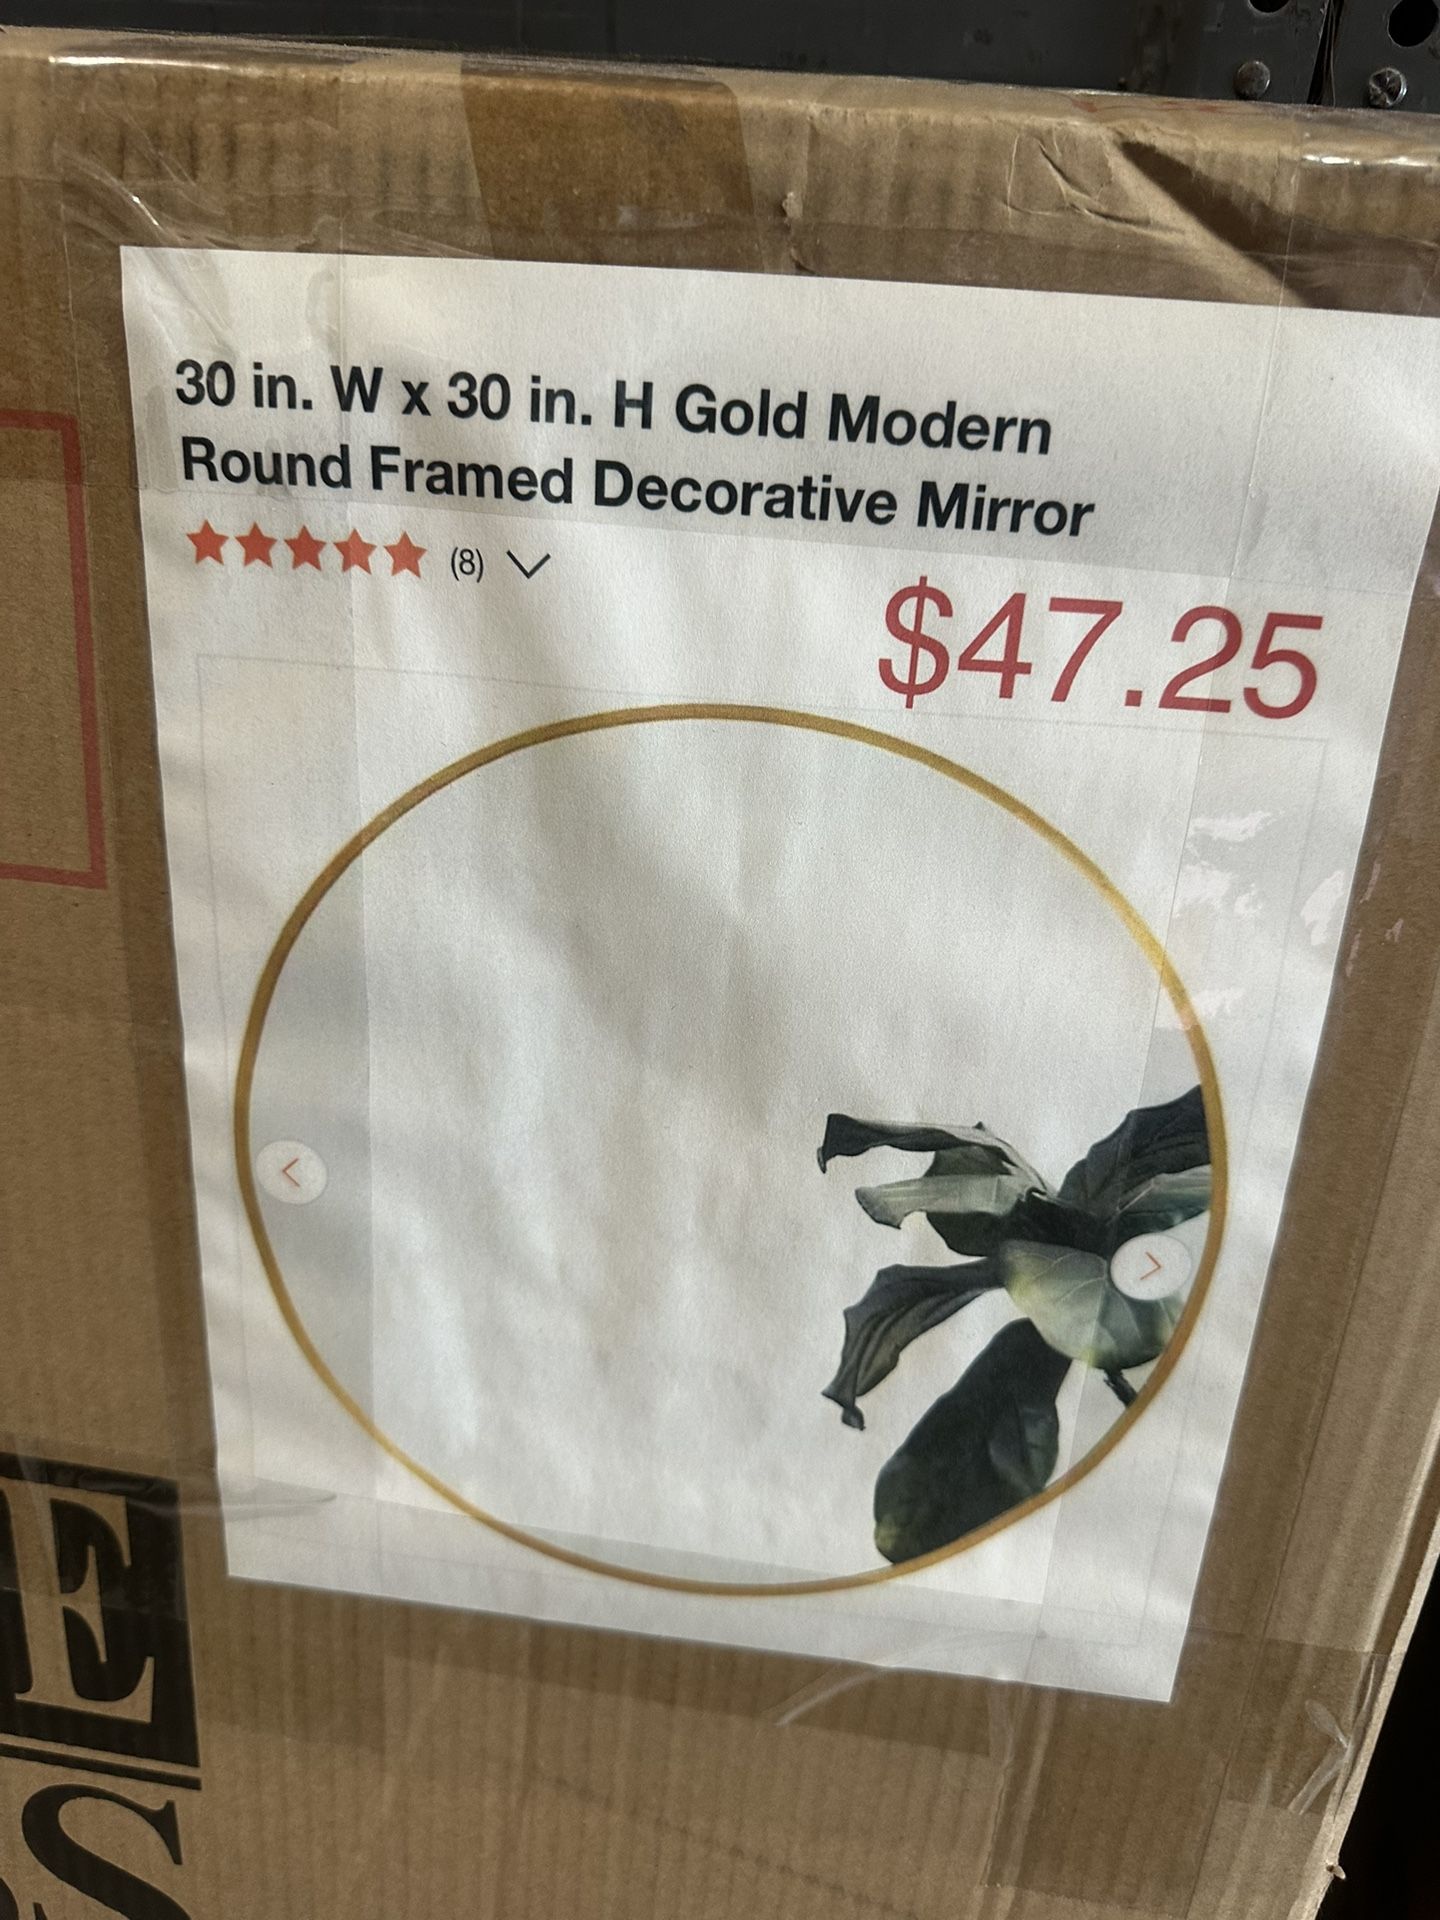 30 in. W x 30 in. H Gold Modern
Round Framed Decorative Mirror
(8)
$47.25
E
S